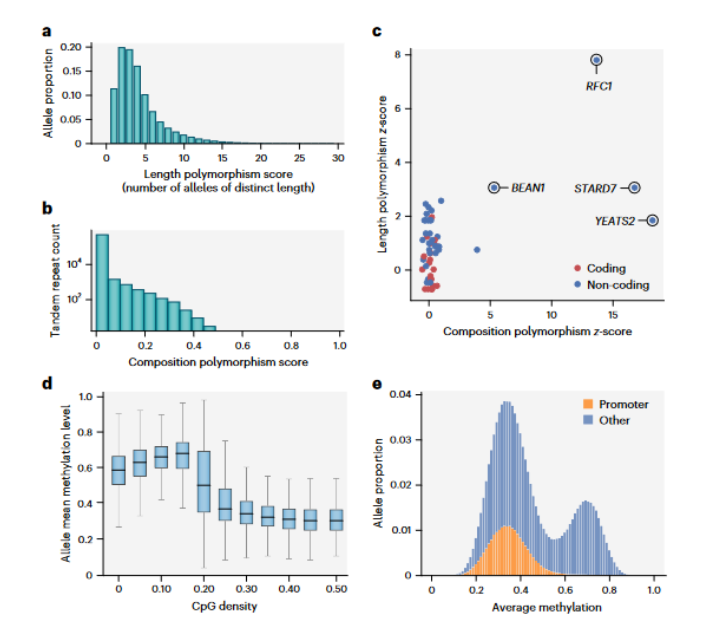 a
0.20
0.15
0.10
0.05
0
Allele proportion
0 5 10 15 20 25 30
Length polymorphism score
(number of alleles of distinct length)
b
10⁴
10²
Tandem repeat count
0 0.2 0.4 0.6 0.8 1.0
Composition polymorphism score
c
8
6
4
2
0
Length polymorphism z-score
RFC1
BEAN1
STARD7
YEATS2
Coding
Non-coding
0 5 10 15
Composition polymorphism z-score
d
1.0
0.8
0.6
0.4
0.2
0
Allele mean methylation level
0 0.10 0.20 0.30 0.40 0.50
CpG density
e
0.04
0.03
0.02
0.01
0
Allele proportion
Promoter
Other
0 0.2 0.4 0.6 0.8 1.0
Average methylation